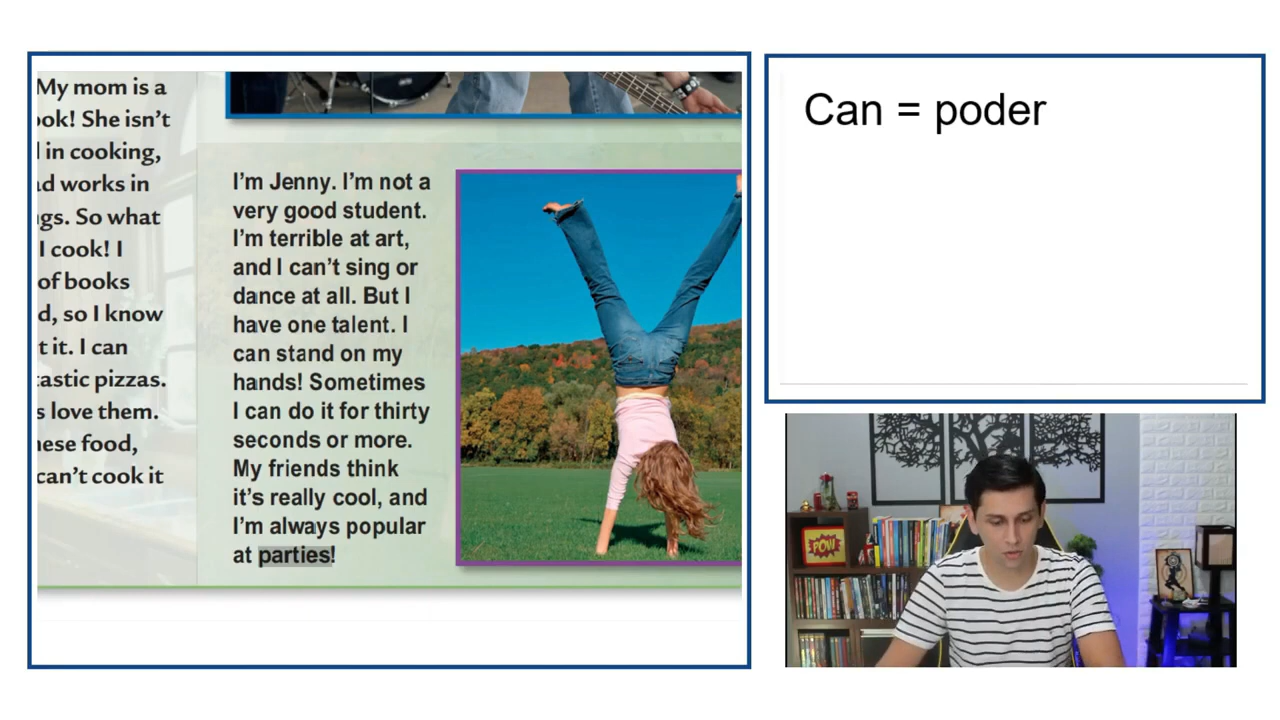 My mom is a
ook! She isn't
in cooking,
ad works in
gs. So what
I cook! I
of books
d, so I know
t it. I can
tastic pizzas.
s love them.
nese food,
can't cook it
I'm Jenny. I'm not a
very good student.
I'm terrible at art,
and I can't sing or
dance at all. But I
have one talent. I
can stand on my
hands! Sometimes
I can do it for thirty
seconds or more.
My friends think
it's really cool, and
I'm always popular
at parties!
Can = poder
POW